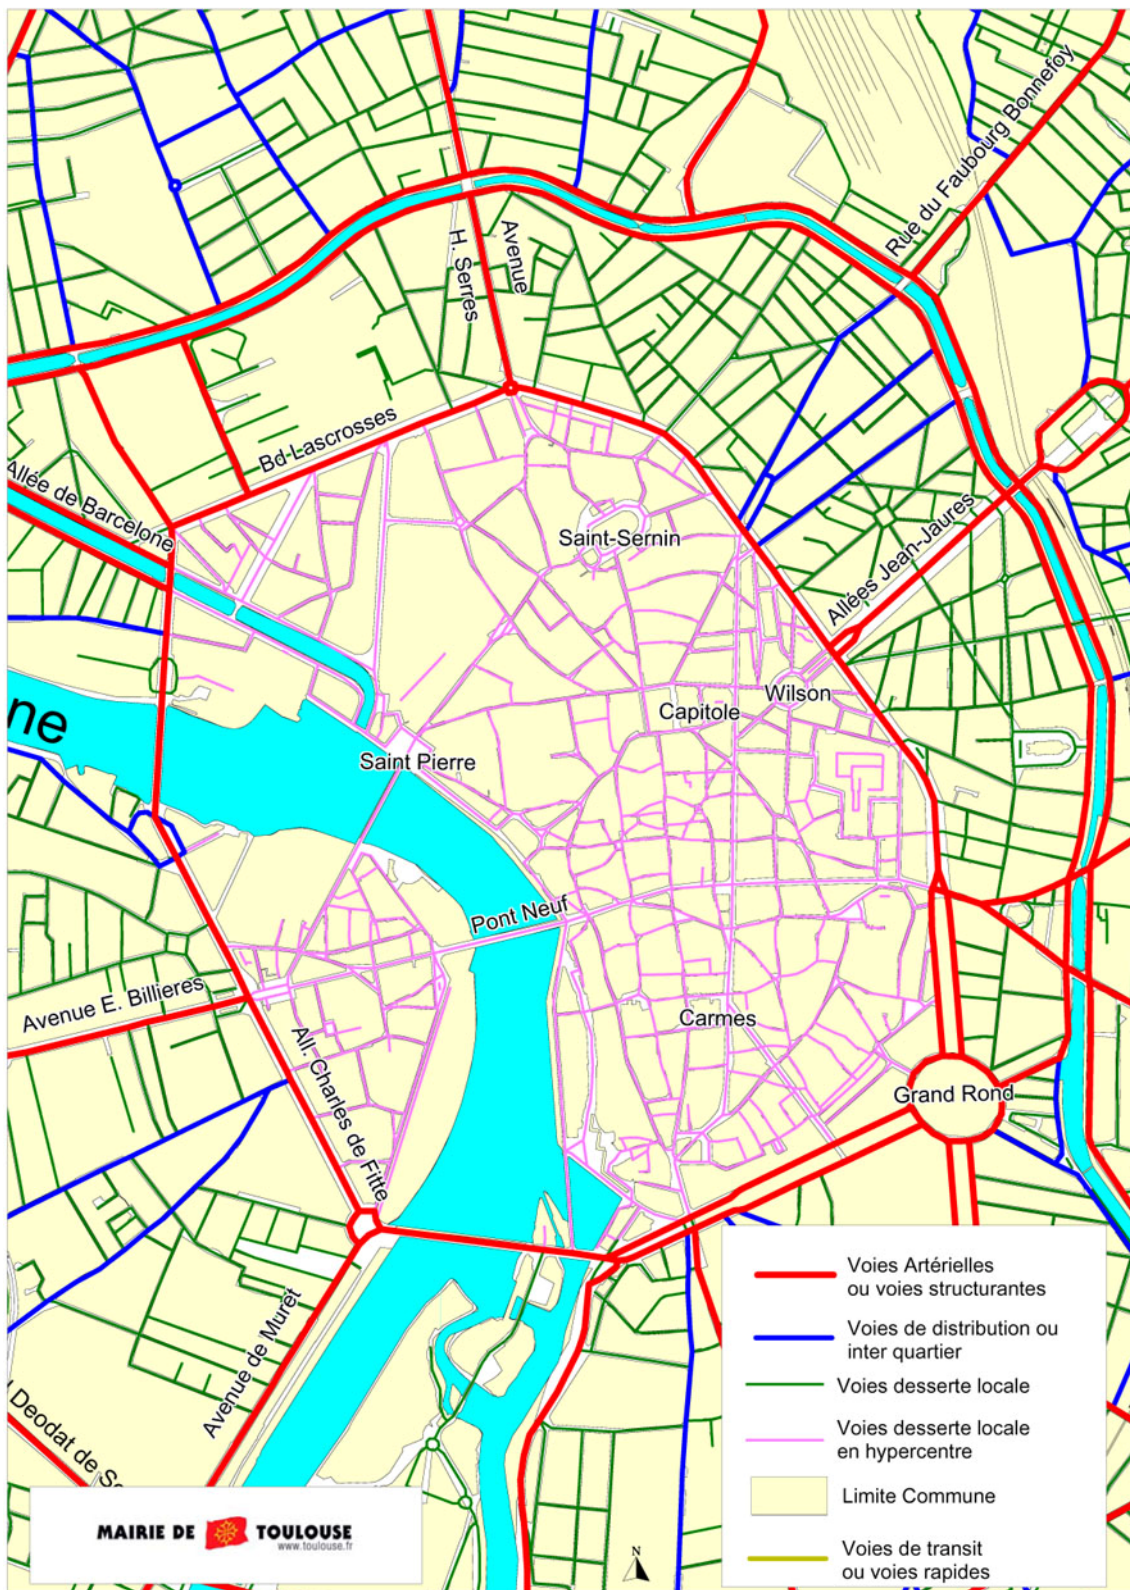 Rue du Faubourg Bonnefoy
Avenue
H. Serres
Bd Lascrosses
Allée de Barcelone
Saint-Sernin
Allées Jean-Jaures
ne
Wilson
Capitole
Saint Pierre
Pont Neuf
Avenue E. Billieres
Carmes
All. Charles de Fitte
Grand Rond
Avenue de Muret
Deodat de
Voies Artérielles
ou voies structurantes
Voies de distribution ou
inter quartier
Voies desserte locale
Voies desserte locale
en hypercentre
Limite Commune
Voies de transit
ou voies rapides
MAIRIE DE TOULOUSE
www.toulouse.fr
N